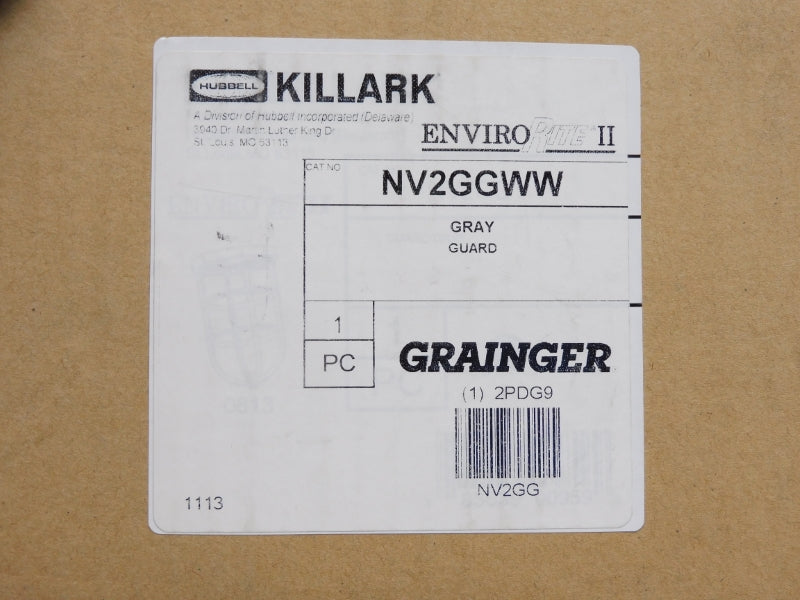 HUBBELL KILLARK
A Division of Hubbell Incorporated (Delaware)
3940 Dr. Martin Luther King Dr.
St. Louis, MO 63113
ENVIRORITE II
CAT NO
NV2GGWW
GRAY
GUARD
1
PC
GRAINGER
(1) 2PDG9
NV2GG
1113